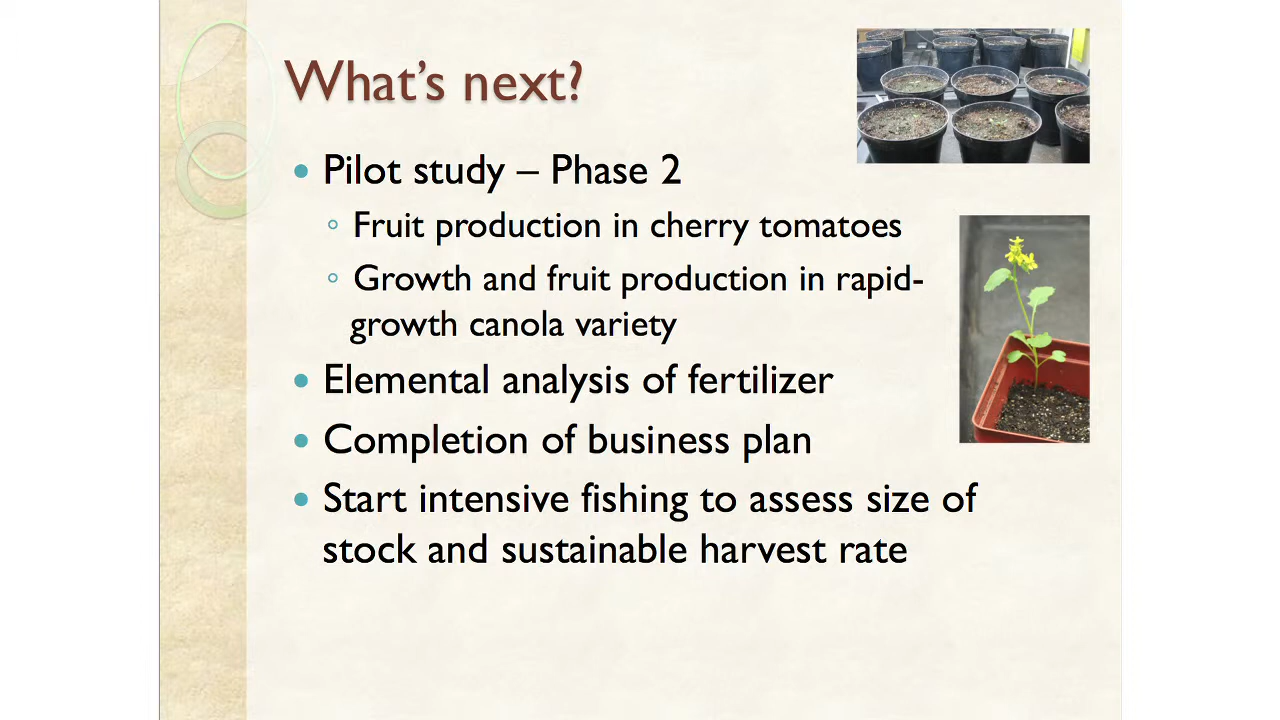 What's next?
• Pilot study – Phase 2
◦ Fruit production in cherry tomatoes
◦ Growth and fruit production in rapid-
growth canola variety
• Elemental analysis of fertilizer
• Completion of business plan
• Start intensive fishing to assess size of
stock and sustainable harvest rate